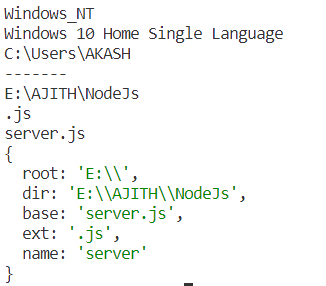 Windows_NT
Windows 10 Home Single Language
C:\Users\AKASH
-------
E:\AJITH\NodeJs
.js
server.js
{
  root: 'E:\\',
  dir: 'E:\\AJITH\\NodeJs',
  base: 'server.js',
  ext: '.js',
  name: 'server'
}